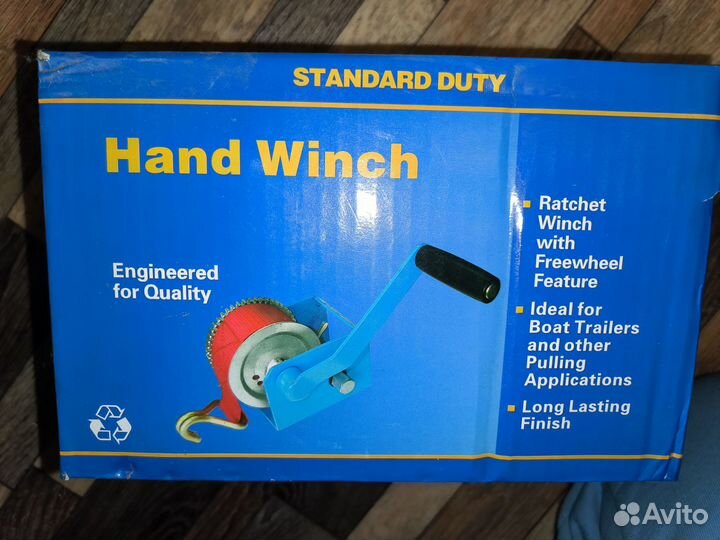 STANDARD DUTY
Hand Winch
Engineered
for Quality
Ratchet
Winch
with
Freewheel
Feature
Ideal for
Boat Trailers
and other
Pulling
Applications
Long Lasting
Finish
Avito